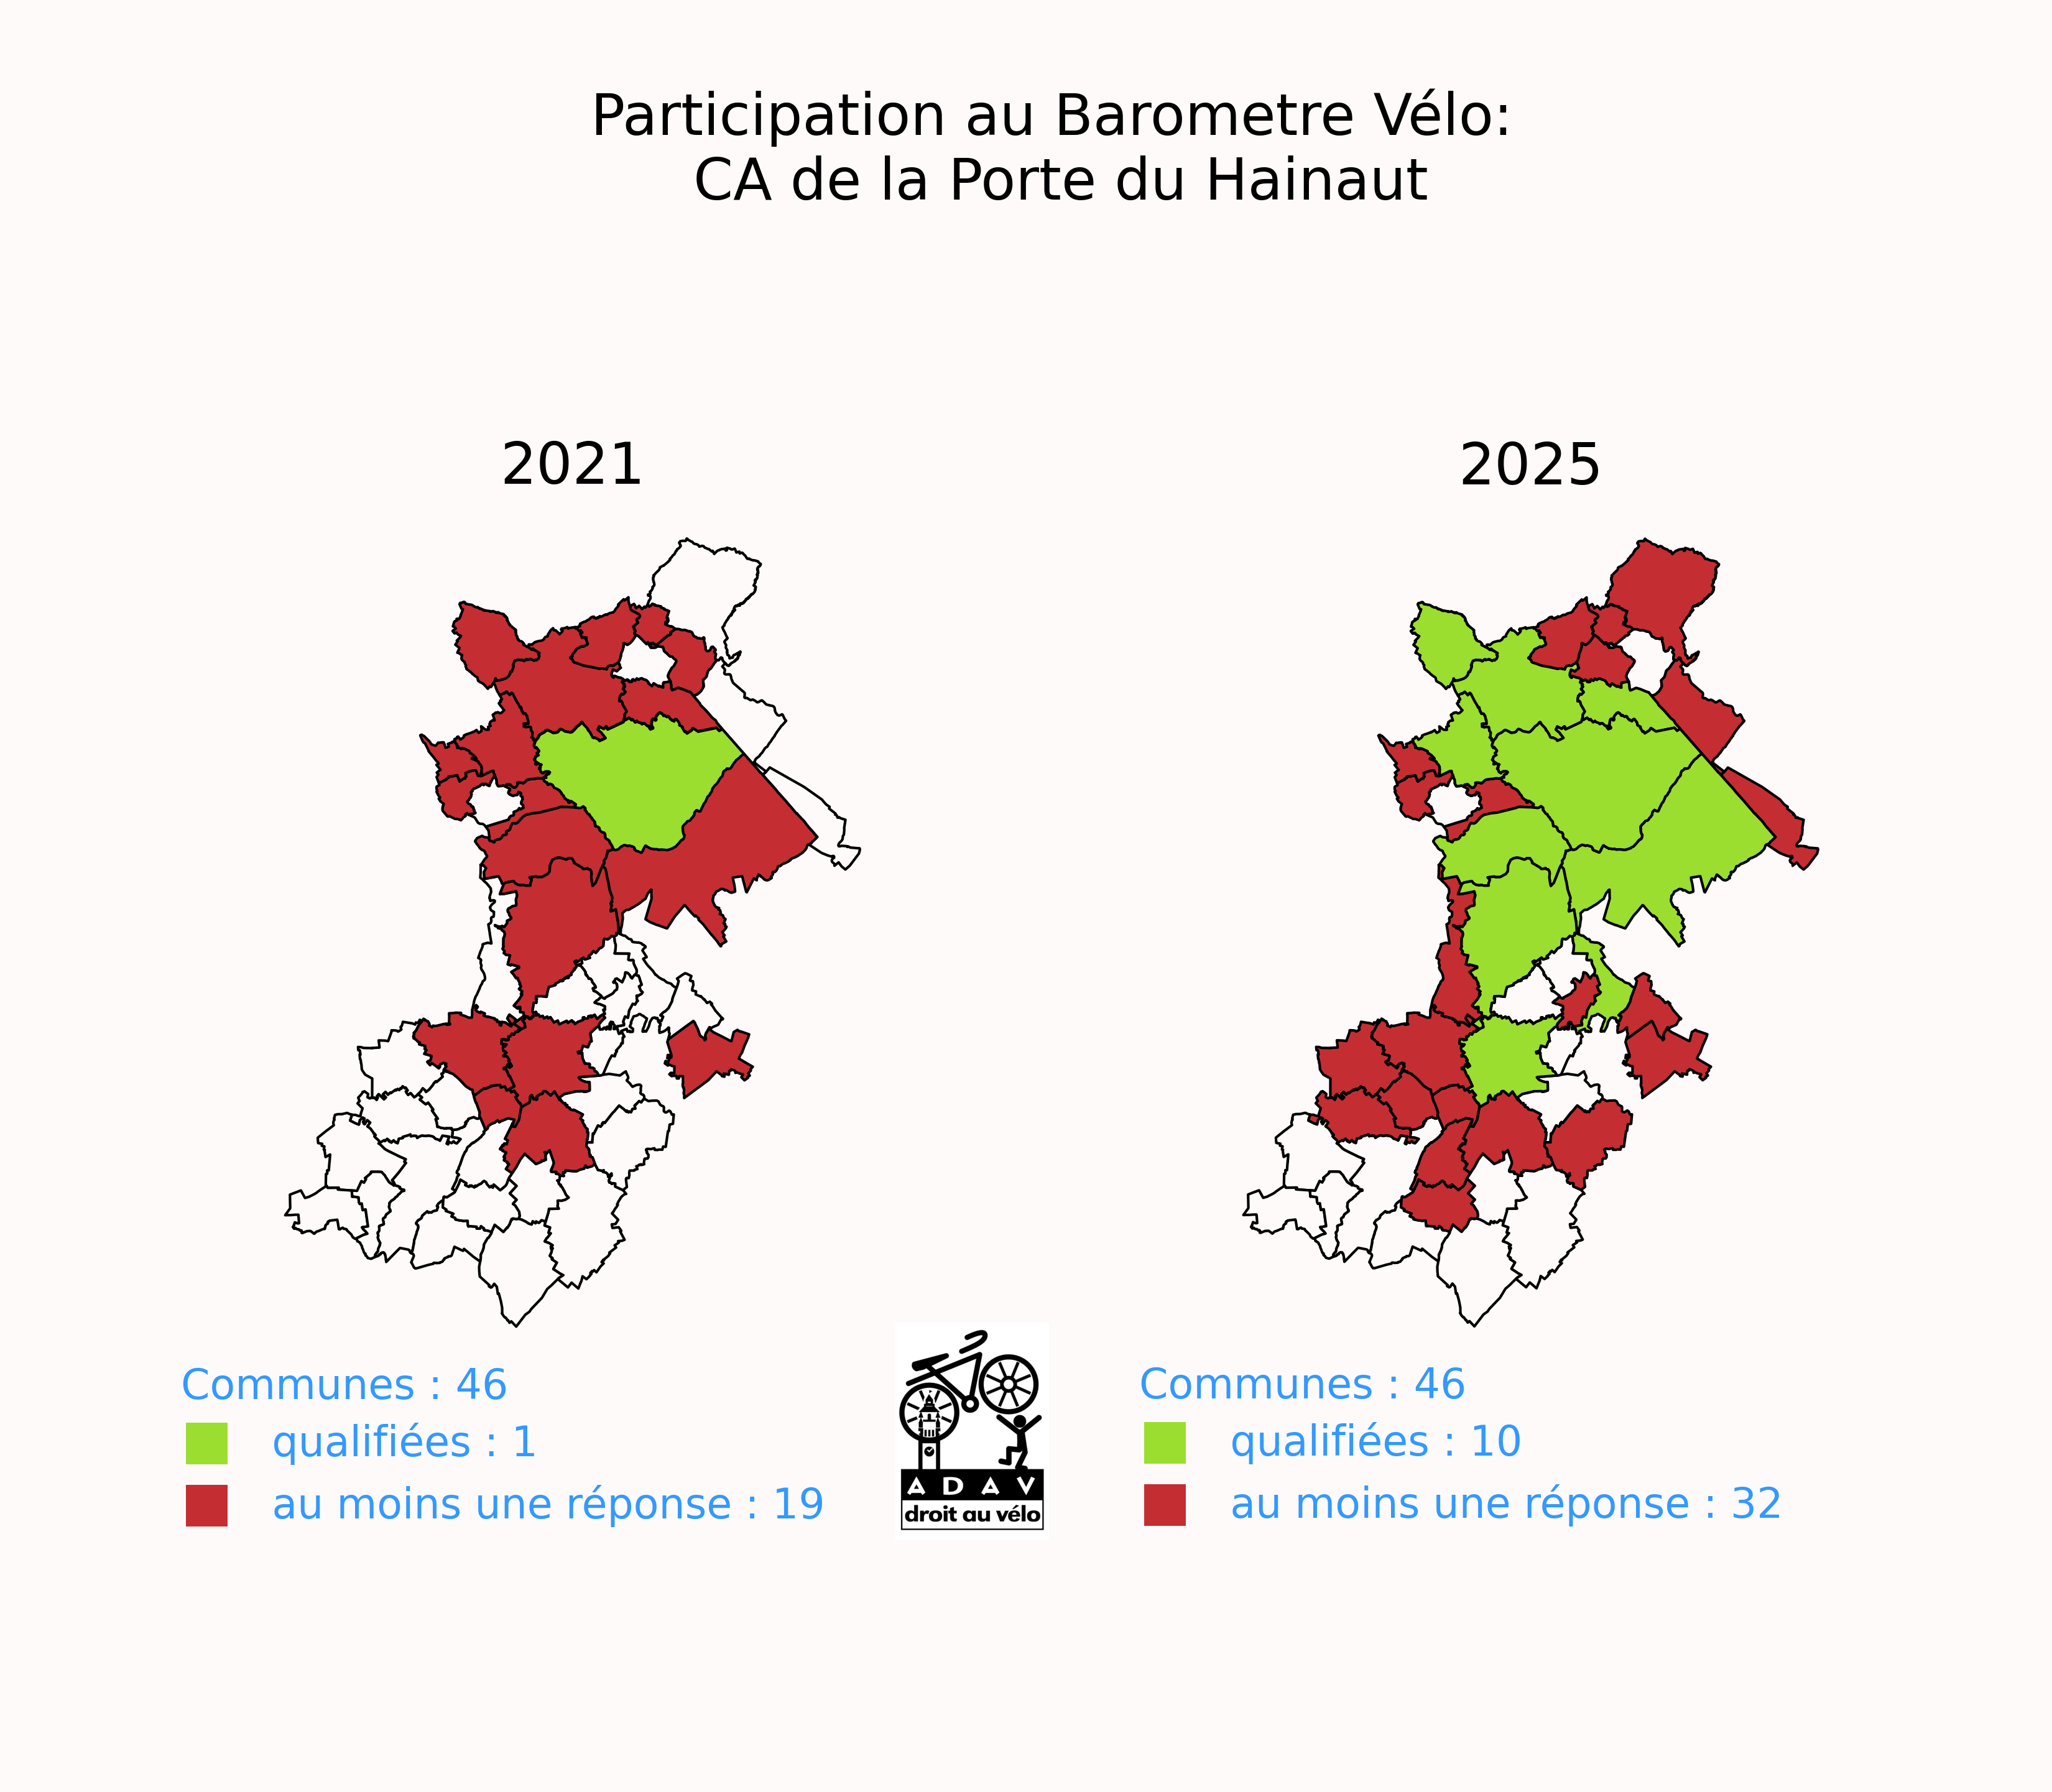 Participation au Barometre Vélo:
CA de la Porte du Hainaut
2021
2025
Communes : 46
qualifiées : 1
au moins une réponse : 19
ADAV
droit au vélo
Communes : 46
qualifiées : 10
au moins une réponse : 32